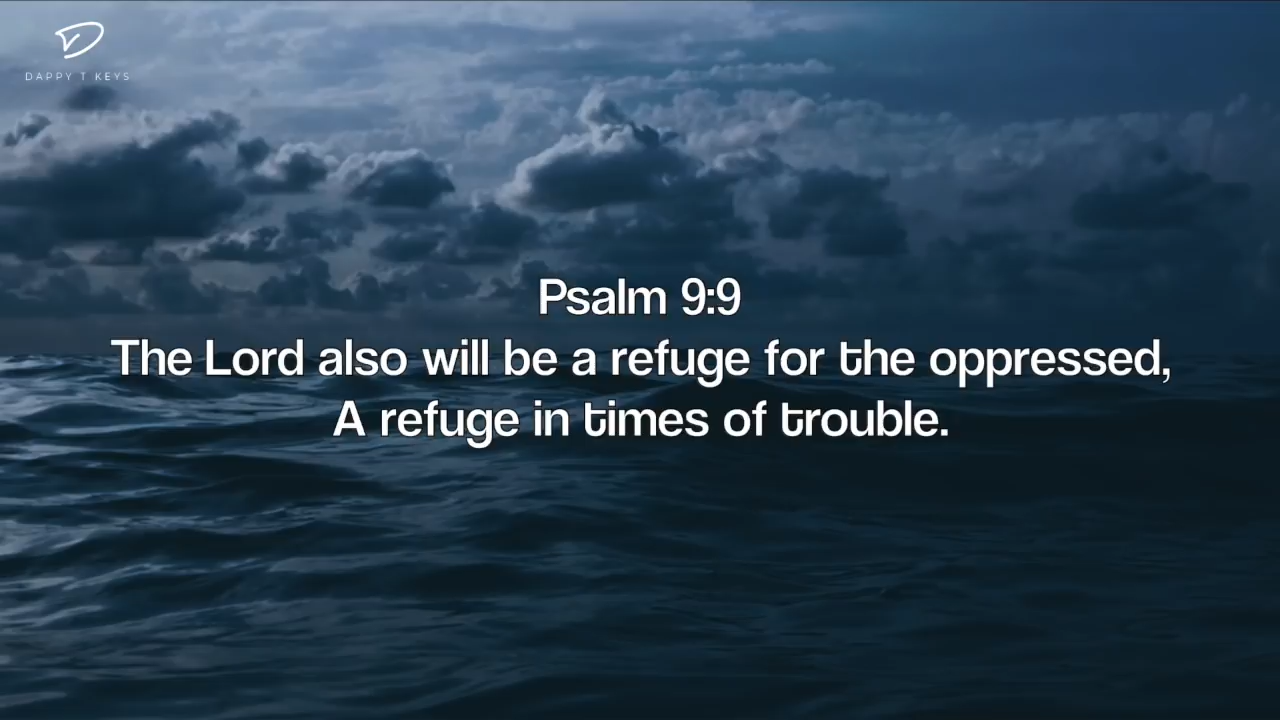 DAPPY T KEYS
Psalm 9:9
The Lord also will be a refuge for the oppressed,
A refuge in times of trouble.